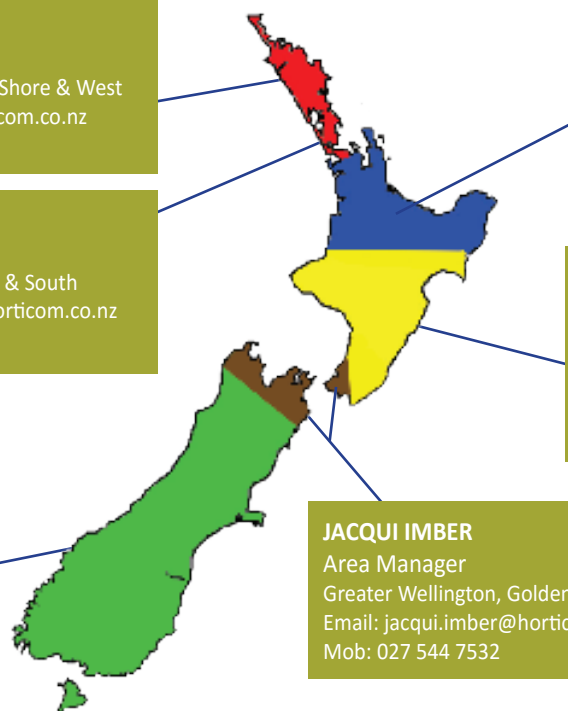 Shore & West
com.co.nz
& South
orticom.co.nz
JACQUI IMBER
Area Manager
Greater Wellington, Golden
Email: jacqui.imber@hortic
Mob: 027 544 7532